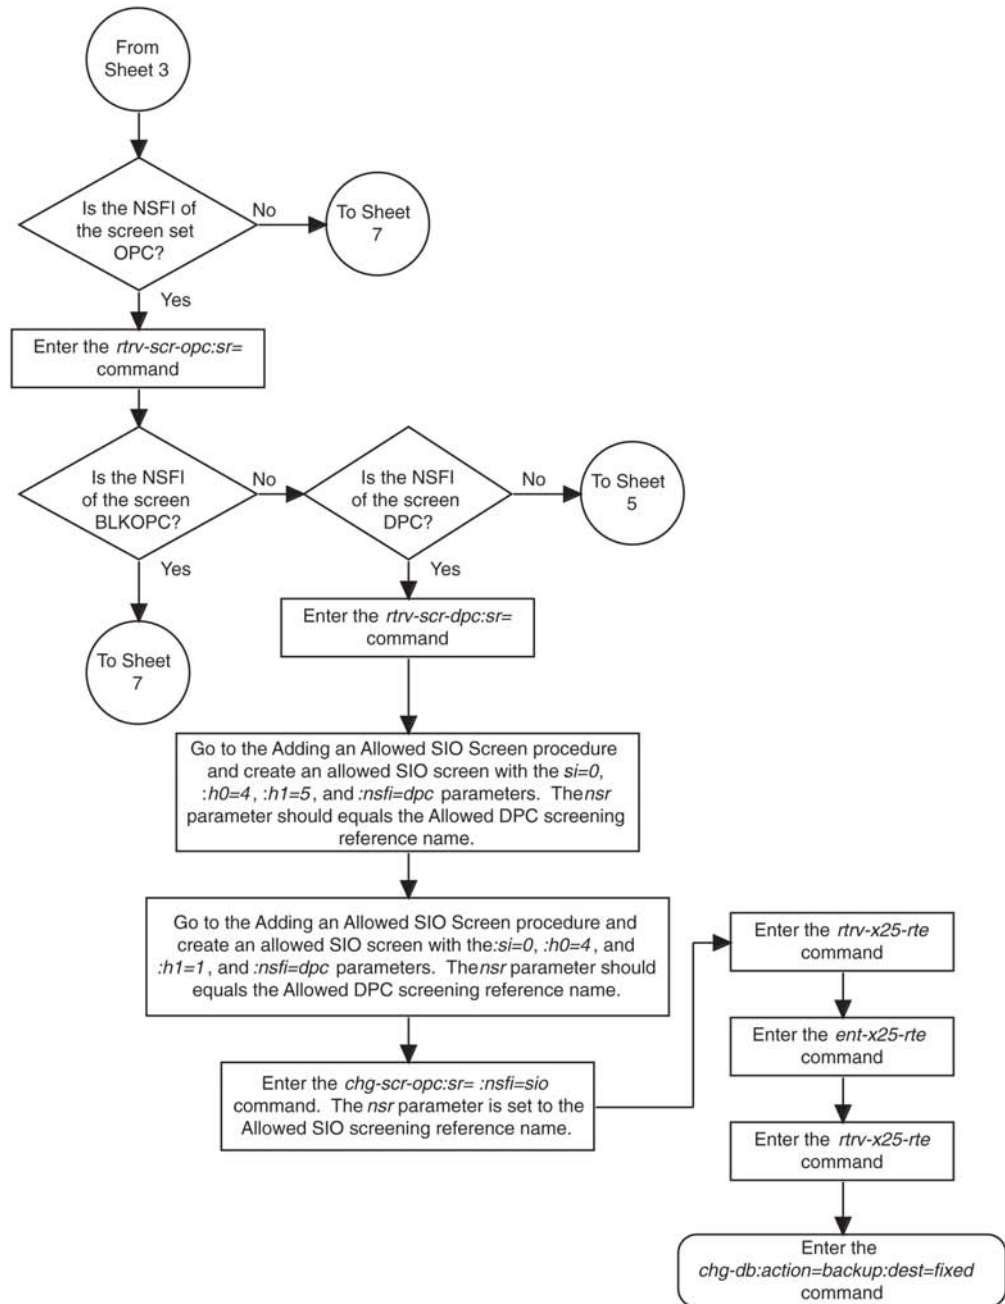 From
Sheet 3
Is the NSFI of
the screen set
OPC?
No
To Sheet
7
Yes
Enter the rtrv-scr-opc:sr=
command
Is the NSFI
of the screen
BLKOPC?
No
Is the NSFI
of the screen
DPC?
No
To Sheet
5
Yes
To Sheet
7
Yes
Enter the rtrv-scr-dpc:sr=
command
Go to the Adding an Allowed SIO Screen procedure
and create an allowed SIO screen with the si=0,
:h0=4, :h1=5, and :nsfi=dpc parameters. Thensr
parameter should equals the Allowed DPC screening
reference name.
Go to the Adding an Allowed SIO Screen procedure and
create an allowed SIO screen with the:si=0, :h0=4, and
:h1=1, and :nsfi=dpc parameters. Thensr parameter should
equals the Allowed DPC screening reference name.
Enter the chg-scr-opc:sr= :nsfi=sio
command. The nsr parameter is set to the
Allowed SIO screening reference name.
Enter the rtrv-x25-rte
command
Enter the ent-x25-rte
command
Enter the rtrv-x25-rte
command
Enter the
chg-db:action=backup:dest=fixed
command